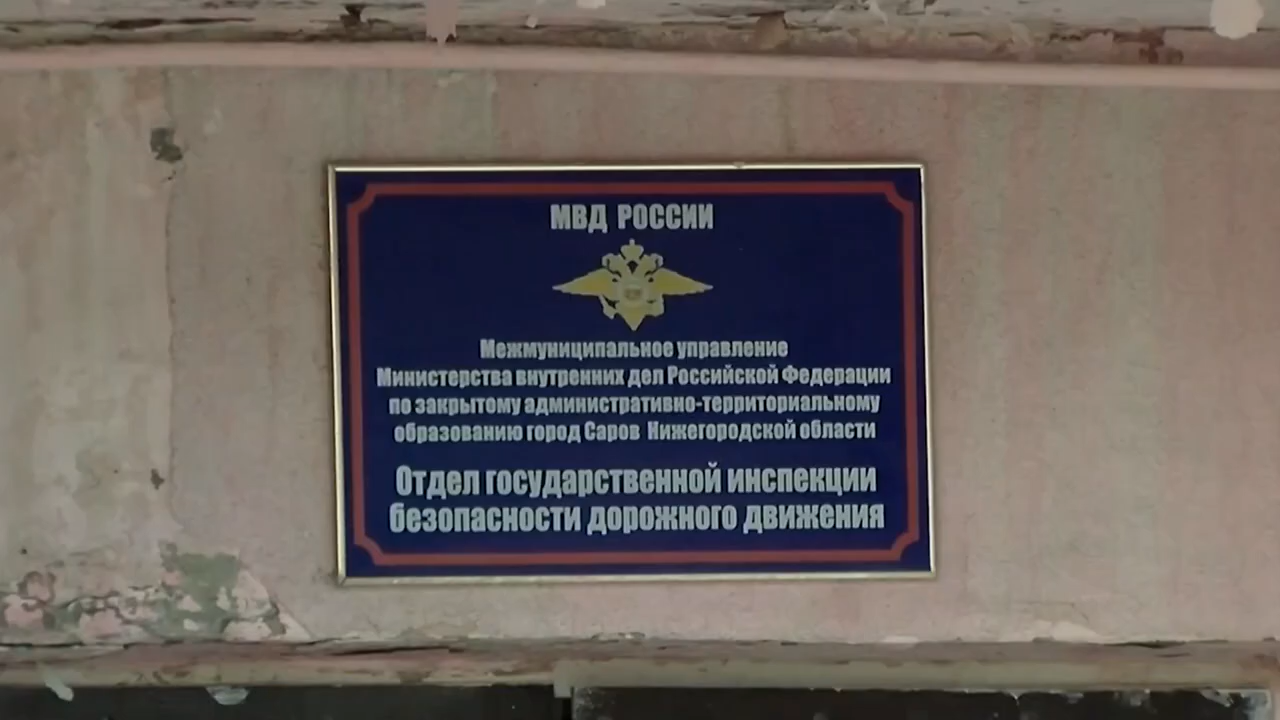 МВД РОССИИ
Межмуниципальное управление
Министерства внутренних дел Российской Федерации
по закрытому административно-территориальному
образованию город Саров Нижегородской области
Отдел государственной инспекции
безопасности дорожного движения